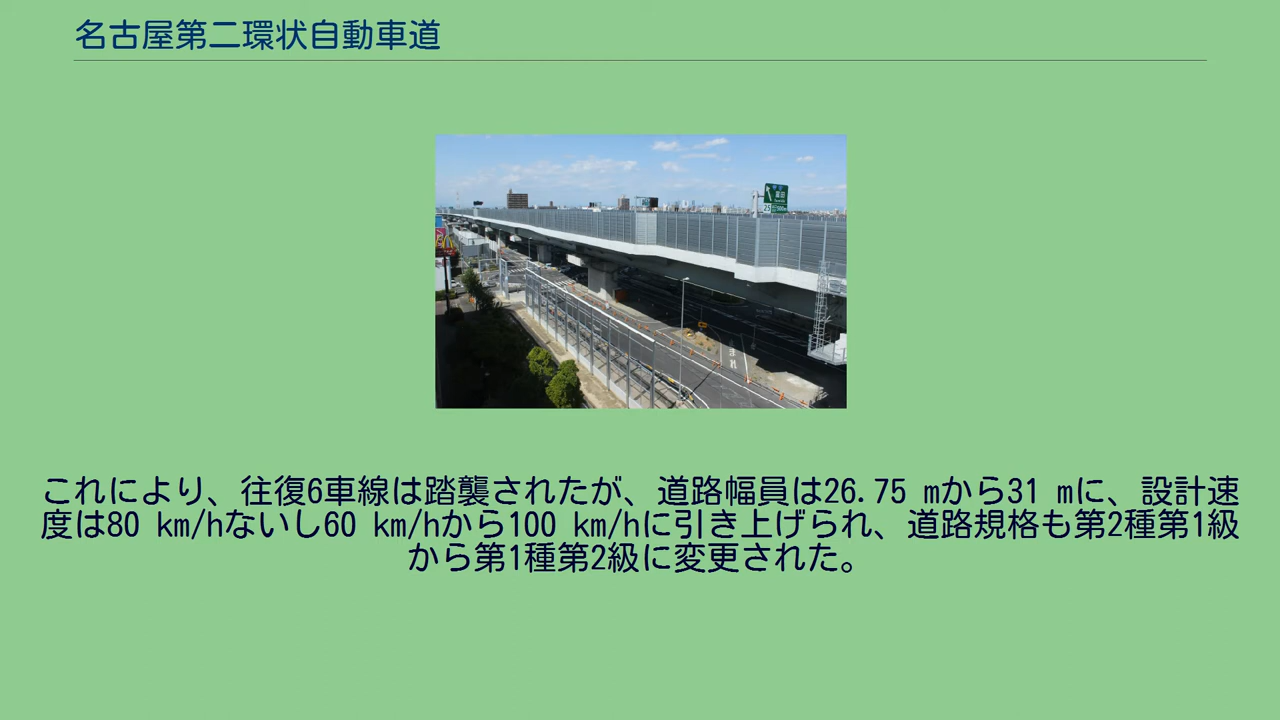 名古屋第二環状自動車道
富田
25
これにより、往復6車線は踏襲されたが、道路幅員は26.75 mから31 mに、設計速
度は80 km/hないし60 km/hから100 km/hに引き上げられ、道路規格も第2種第1級
から第1種第2級に変更された。